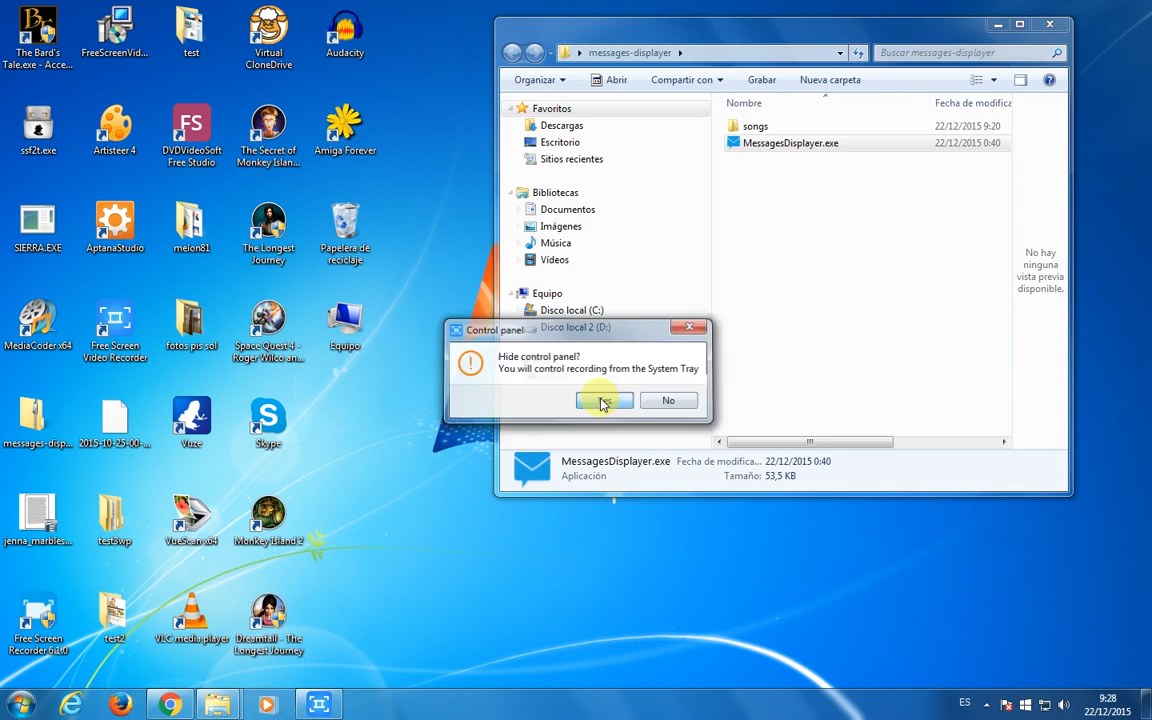 The Bard's
Tale.exe - Acce...
FreeScreenVid...
test
Virtual
CloneDrive
Audacity
ssf2t.exe
Artisteer 4
FS
DVDVideoSoft
Free Studio
The Secret of
Monkey Islan...
Amiga Forever
SIERRA.EXE
AptanaStudio
melon81
The Longest
Journey
Papelera de
reciclaje
MediaCoder x64
Free Screen
Video Recorder
fotos pis sol
Space Quest 4 -
Roger Wilco an...
Equipo
messages-disp...
2015-10-25-00-...
Vuze
Skype
jenna_marbles...
test3wp
VueScan x64
Monkey Island 2
Free Screen
Recorder 6.1.0
test2
VLC media player
Dreamfall - The
Longest Journey
messages-displayer
Buscar messages-displayer
Organizar
Abrir
Compartir con
Grabar
Nueva carpeta
Favoritos
Descargas
Escritorio
Sitios recientes
Bibliotecas
Documentos
Imágenes
Música
Vídeos
Equipo
Disco local (C:)
Disco local 2 (D:)
Nombre
Fecha de modifica
songs
22/12/2015 9:20
MessagesDisplayer.exe
22/12/2015 0:40
No hay
ninguna
vista previa
disponible.
Control panel
Hide control panel?
You will control recording from the System Tray
No
MessagesDisplayer.exe
Fecha de modifica... 22/12/2015 0:40
Aplicación
Tamaño: 53,5 KB
ES
9:28
22/12/2015